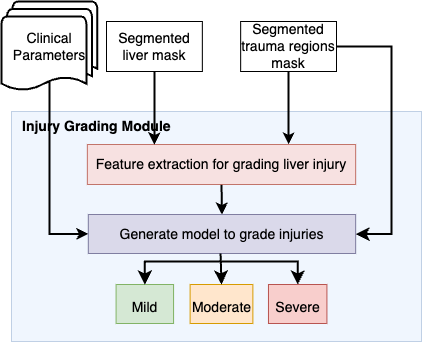 Clinical
Parameters
Segmented
liver mask
Segmented
trauma regions
mask
Injury Grading Module
Feature extraction for grading liver injury
Generate model to grade injuries
Mild
Moderate
Severe